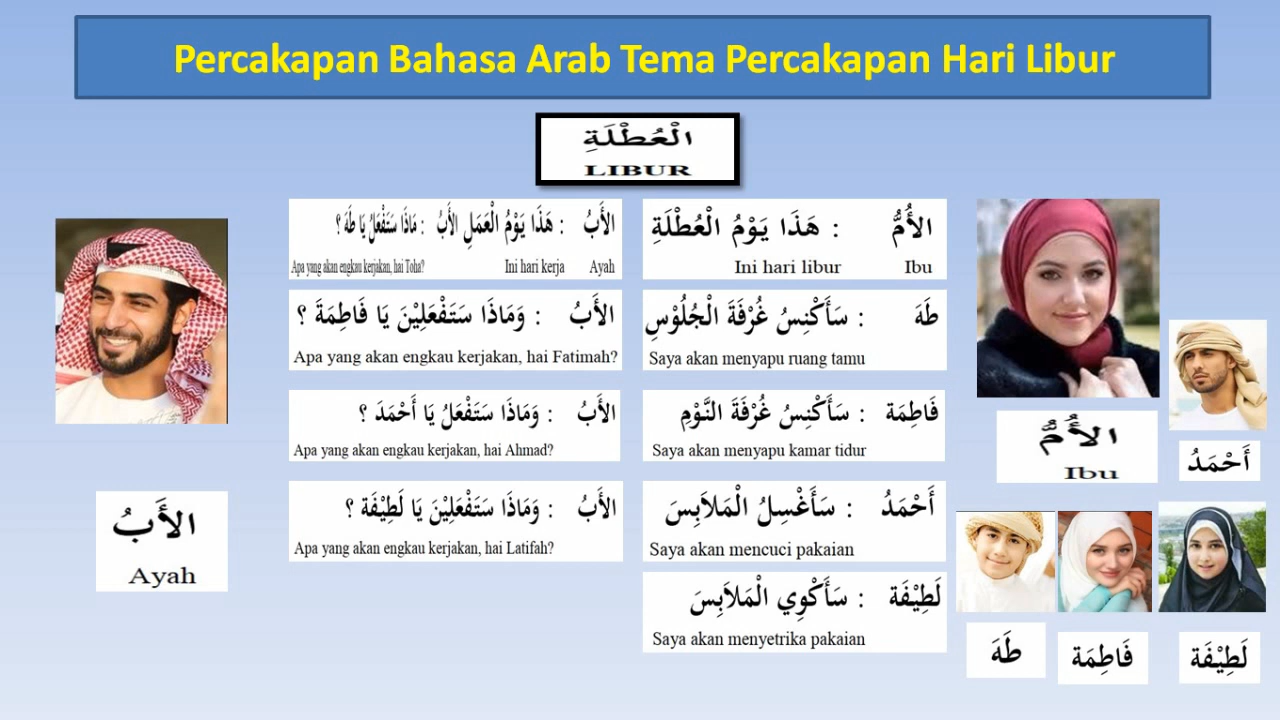 Percakapan Bahasa Arab Tema Percakapan Hari Libur
الْعُطْلَةِ
LIBUR
الأُمُّ : هَذَا يَوْمُ الْعُطْلَةِ
Ini hari libur Ibu
الأَبُ : هَذَا يَوْمُ الْعَمَلِ الأَبُ : مَاذَا سَتَفْعَلُ يَا طَهَ ؟
Apa yang akan engkau kerjakan, hai Toha? Ini hari kerja Ayah
طَهَ : سَأَكْنِسُ غُرْفَةَ الْجُلُوْسِ
Saya akan menyapu ruang tamu
الأَبُ : وَمَاذَا سَتَفْعَلِيْنَ يَا فَاطِمَةَ ؟
Apa yang akan engkau kerjakan, hai Fatimah?
فَاطِمَة : سَأَكْنِسُ غُرْفَةَ النَّوْمِ
Saya akan menyapu kamar tidur
الأَبُ : وَمَاذَا سَتَفْعَلُ يَا أَحْمَدَ ؟
Apa yang akan engkau kerjakan, hai Ahmad?
أَحْمَدُ : سَأَغْسِلُ الْمَلاَبِسَ
Saya akan mencuci pakaian
الأَبُ : وَمَاذَا سَتَفْعَلِيْنَ يَا لَطِيْفَة ؟
Apa yang akan engkau kerjakan, hai Latifah?
لَطِيْفَة : سَأَكْوِي الْمَلاَبِسَ
Saya akan menyetrika pakaian
الأَبُ
Ayah
الأُمُّ
Ibu
أَحْمَدُ
طَهَ
فَاطِمَة
لَطِيْفَة